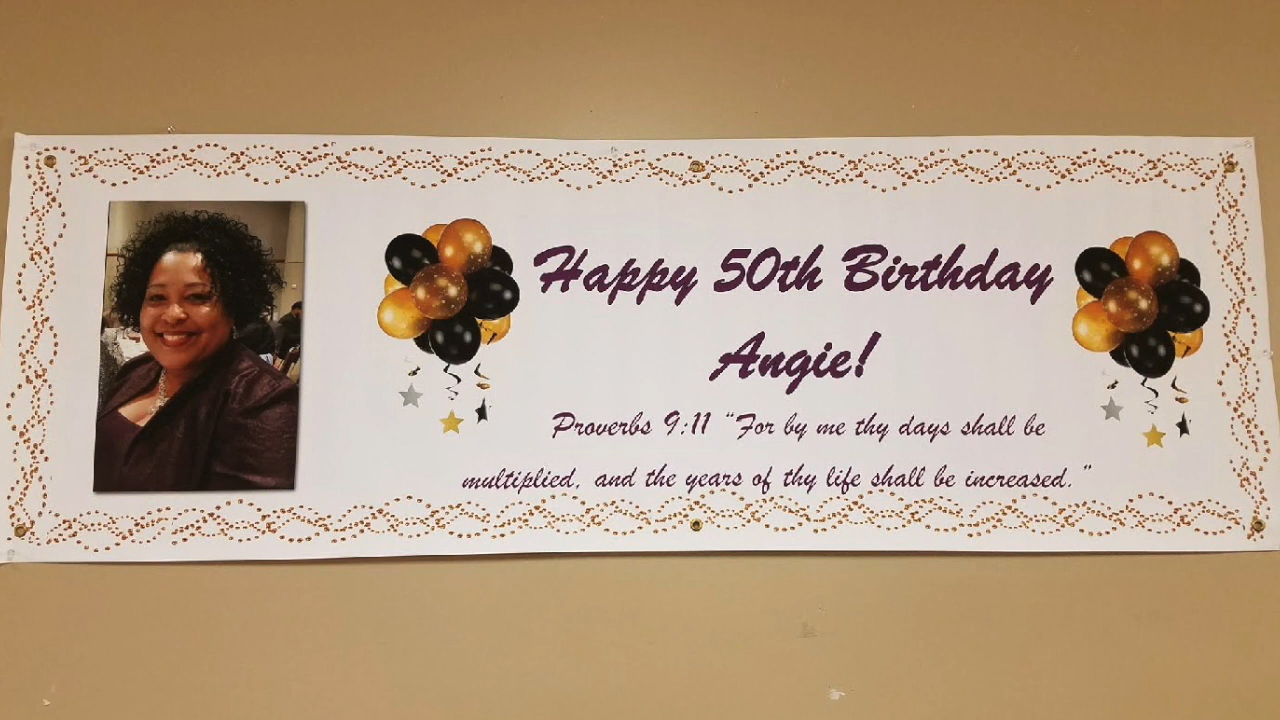 Happy 50th Birthday
Angie!
Proverbs 9:11 “For by me thy days shall be
multiplied, and the years of thy life shall be increased.”